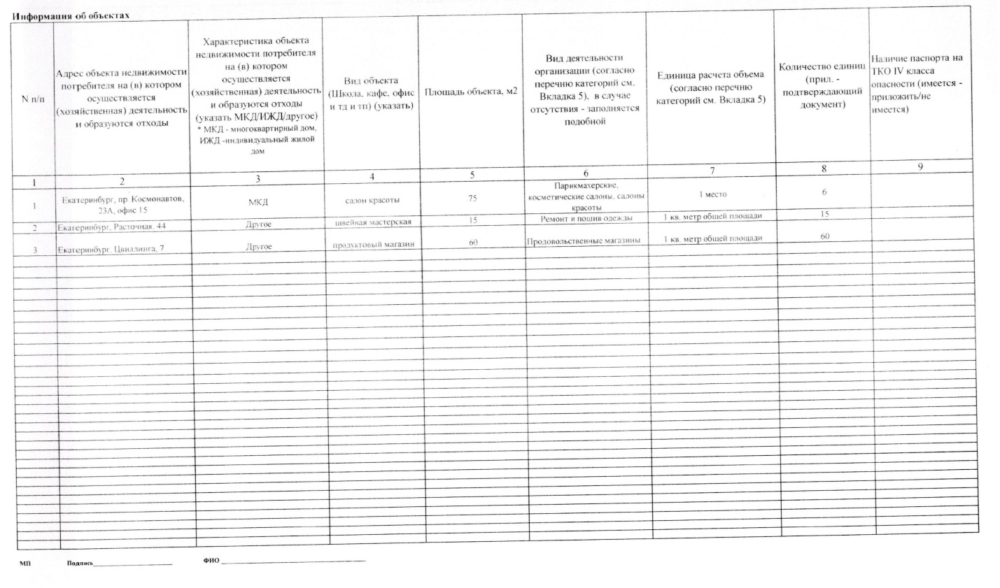 Информация об объектах
N п/п
Адрес объекта недвижимости
потребителя на (в) котором
осуществляется
(хозяйственная) деятельность
и образуются отходы
Характеристика объекта
недвижимости потребителя
на (в) котором
осуществляется
(хозяйственная) деятельность
и образуются отходы
(указать МКД/ИЖД/другое)
* МКД - многоквартирный дом,
ИЖД -индивидуальный жилой
дом
Вид объекта
(Школа, кафе, офис
и тд и тп) (указать)
Площадь объекта, м2
Вид деятельности
организации (согласно
перечню категорий см.
Вкладка 5), в случае
отсутствия - заполняется
подобной
Единица расчета объема
(согласно перечню
категорий см. Вкладка 5)
Количество единиц
(прил. -
подтверждающий
документ)
Наличие паспорта на
ТКО IV класса
опасности (имеется -
приложить/не
имеется)
1 2 3 4 5 6 7 8 9
1
Екатеринбург, пр. Космонавтов,
23А, офис 15
МКД
салон красоты
75
Парикмахерские,
косметические салоны, салоны
красоты
1 место
6
2 Екатеринбург, Расточная, 44 Другое швейная мастерская 15 Ремонт и пошив одежды 1 кв. метр общей площади 15
3 Екатеринбург, Цвиллинга, 7 Другое продуктовый магазин 60 Продовольственные магазины 1 кв. метр общей площади 60
МП Подпись ФИО